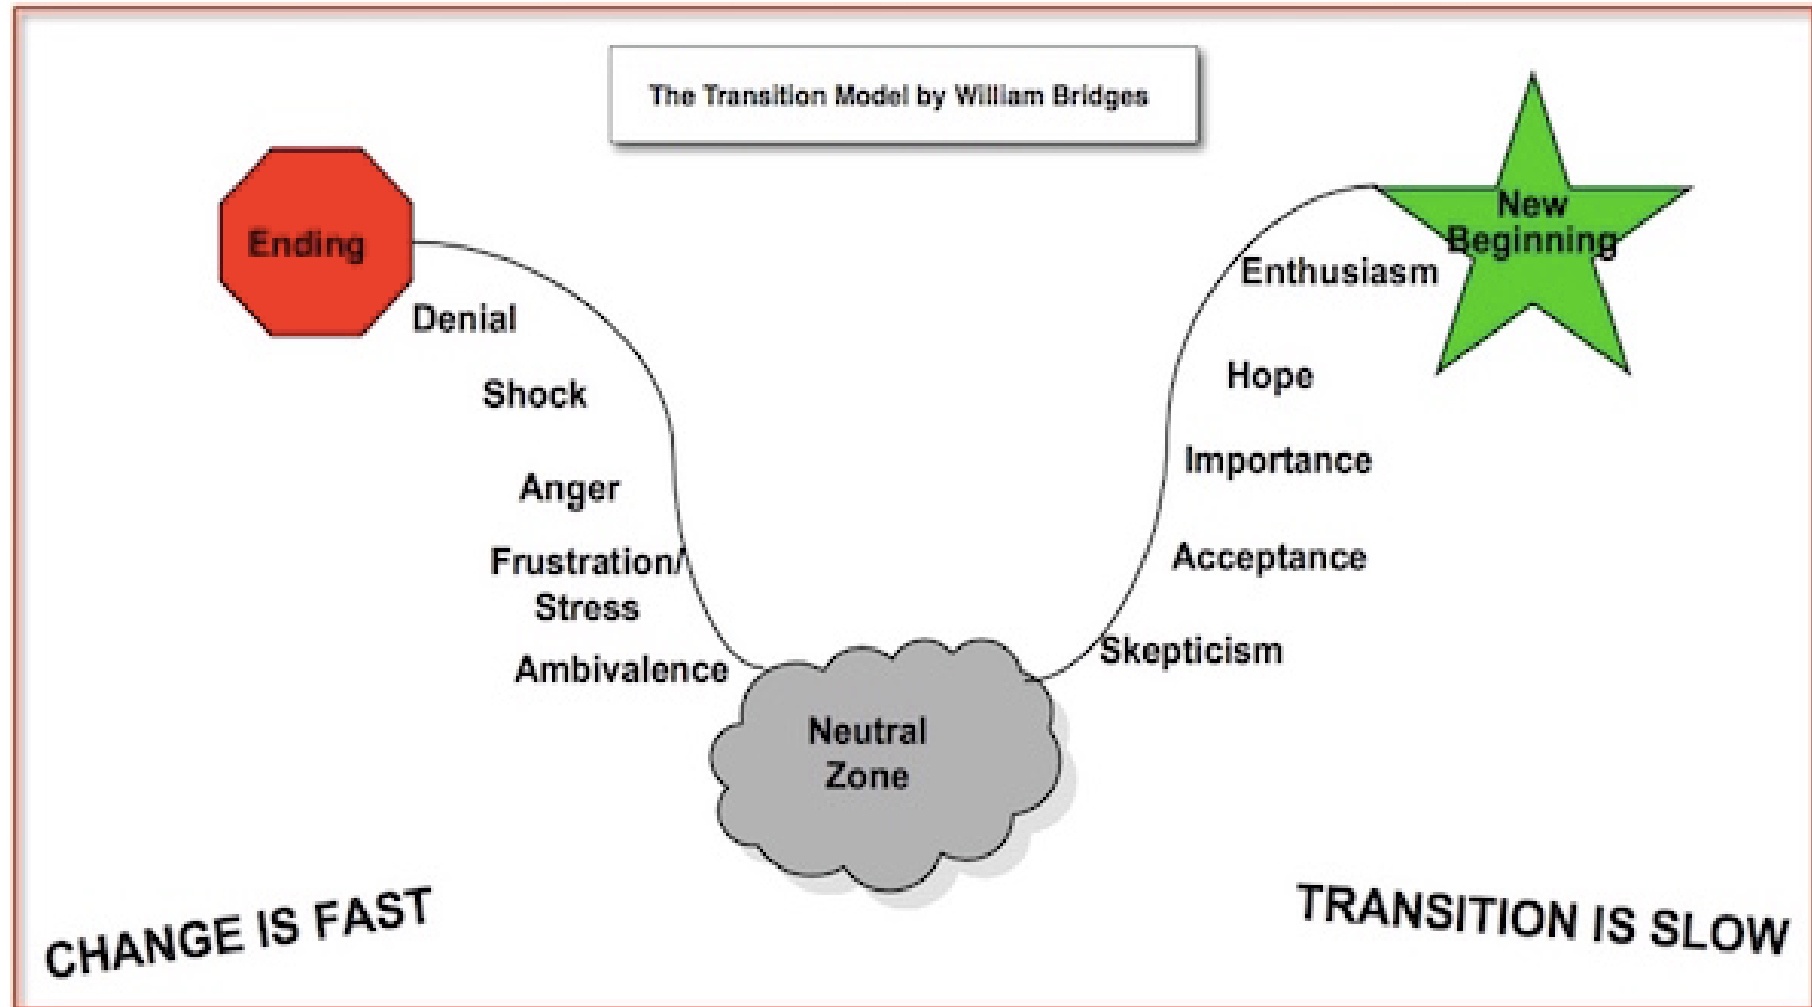 The Transition Model by William Bridges
Ending
Denial
Shock
Anger
Frustration/
Stress
Ambivalence
Neutral
Zone
New
Beginning
Enthusiasm
Hope
Importance
Acceptance
Skepticism
CHANGE IS FAST
TRANSITION IS SLOW